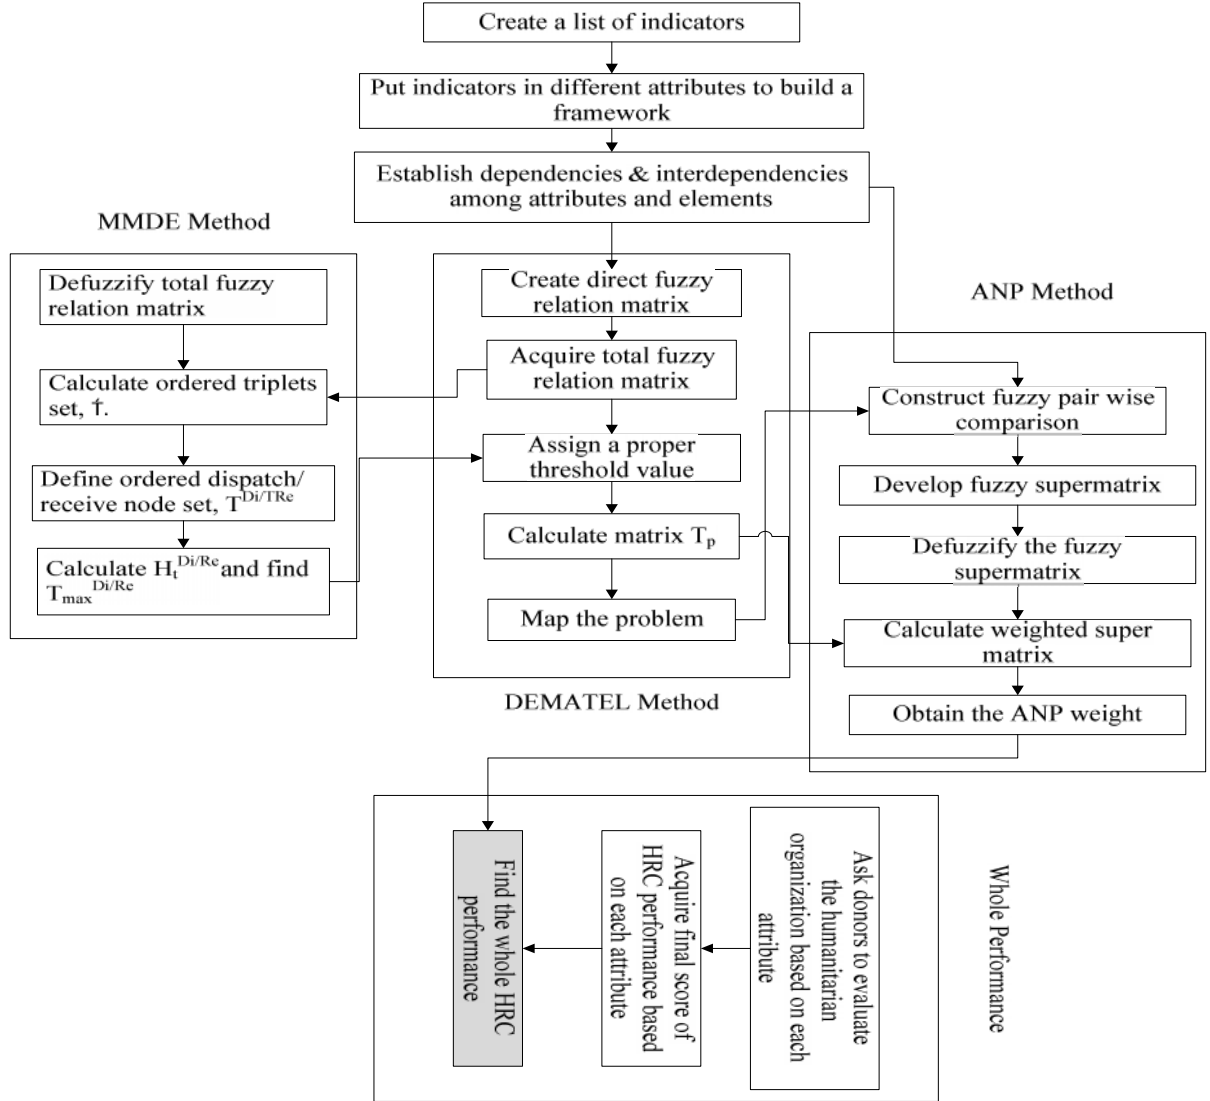 Create a list of indicators
Put indicators in different attributes to build a
framework
Establish dependencies & interdependencies
among attributes and elements
MMDE Method
Defuzzify total fuzzy
relation matrix
Calculate ordered triplets
set, Ϯ.
Define ordered dispatch/
receive node set, T^Di/TRe
Calculate H_t^Di/Re and find
T_max^Di/Re
Create direct fuzzy
relation matrix
Acquire total fuzzy
relation matrix
Assign a proper
threshold value
Calculate matrix T_p
Map the problem
DEMATEL Method
ANP Method
Construct fuzzy pair wise
comparison
Develop fuzzy supermatrix
Defuzzify the fuzzy
supermatrix
Calculate weighted super
matrix
Obtain the ANP weight
Find the whole HRC
performance
Acquire final score of
HRC performance based
on each attribute
Ask donors to evaluate
the humanitarian
organization based on each
attribute
Whole Performance